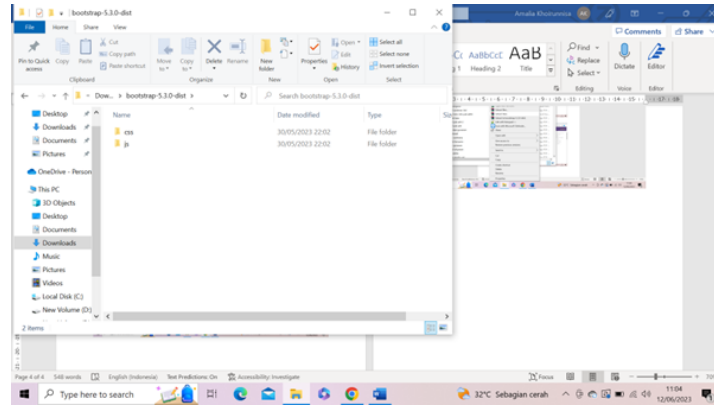 bootstrap-5.3.0-dist
File Home Share View
Pin to Quick access
Copy
Paste
Cut
Copy path
Paste shortcut
Move to
Copy to
Delete
Rename
New folder
Properties
Open
Edit
History
Select all
Select none
Invert selection
Clipboard Organize New Open Select
Dow... > bootstrap-5.3.0-dist >
Search bootstrap-5.3.0-dist
Name Date modified Type
css 30/05/2023 22:02 File folder
js 30/05/2023 22:02 File folder
Desktop
Downloads
Documents
Pictures
OneDrive - Person
This PC
3D Objects
Desktop
Documents
Downloads
Music
Pictures
Videos
Local Disk (C:)
New Volume (D:)
2 items
Amalia Khoirunnisa
Comments Share
AaBbCcC AaB
Heading 2 Title
Find
Replace
Select
Dictate
Editor
Editing Voice Editor
Page 4 of 4 548 words English (Indonesia) Text Predictions: On Accessibility: Investigate
Focus
Type here to search
32°C Sebagian cerah
11:04
12/06/2023